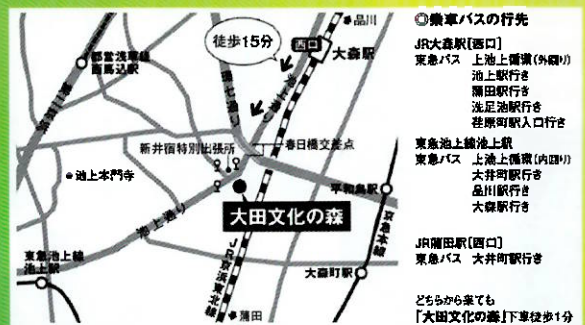 品川
徒歩15分
西口
大森駅
都営浅草線
西馬込駅
環七通り
池上通り
新井宿特別出張所
春日橋交差点
池上本門寺
平和島駅
大田文化の森
池上通り
京急本線
東急池上線
池上駅
JR京浜東北線
大森町駅
蒲田
◎乗車バスの行先
JR大森駅[西口]
東急バス 上池上循環(外回り)
池上駅行き
蒲田駅行き
洗足池駅行き
荏原町駅入口行き
東急池上線池上駅
東急バス 上池上循環(内回り)
大井町駅行き
品川駅行き
大森駅行き
JR蒲田駅[西口]
東急バス 大井町駅行き
どちらから来ても
「大田文化の森」下車徒歩1分